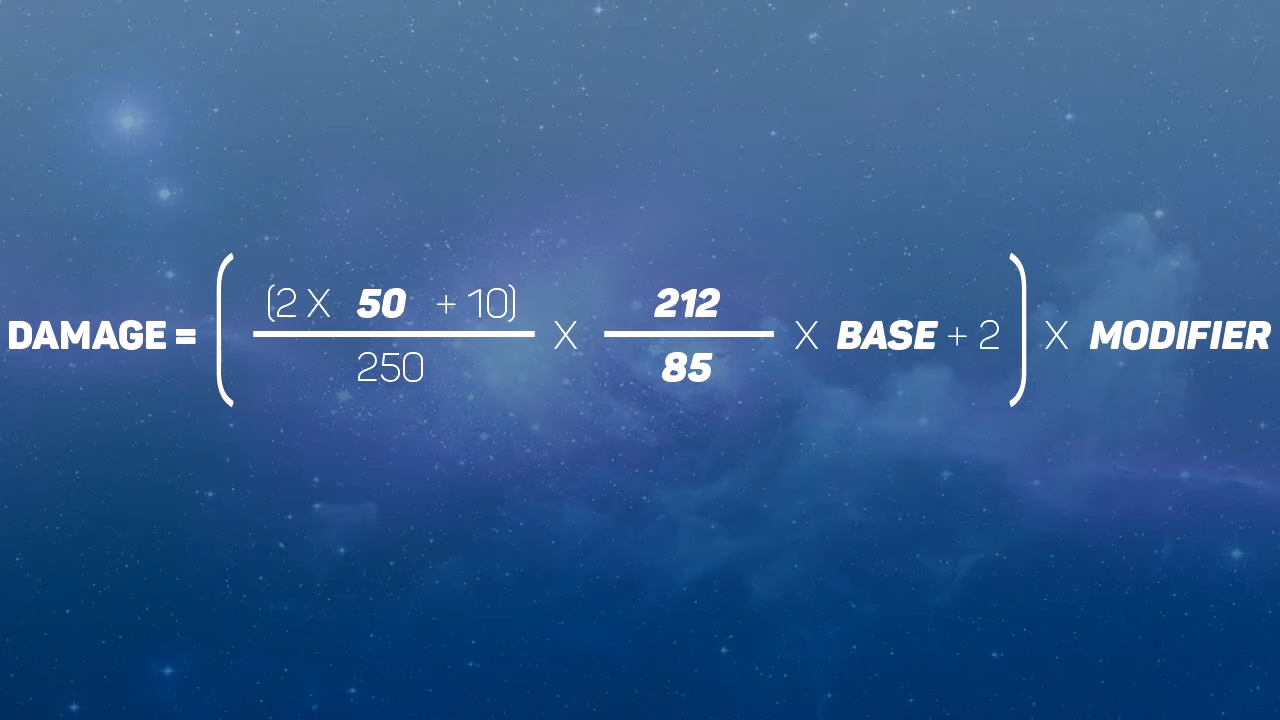 DAMAGE = ( (2 X 50 + 10) / 250 X 212 / 85 X BASE + 2 ) X MODIFIER